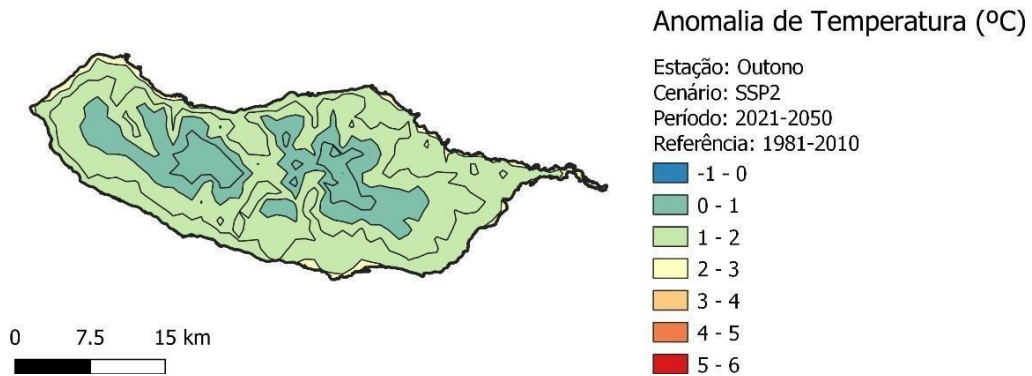 Anomalia de Temperatura (ºC)
Estação: Outono
Cenário: SSP2
Período: 2021-2050
Referência: 1981-2010
-1 - 0
0 - 1
1 - 2
2 - 3
3 - 4
4 - 5
5 - 6
0 7.5 15 km